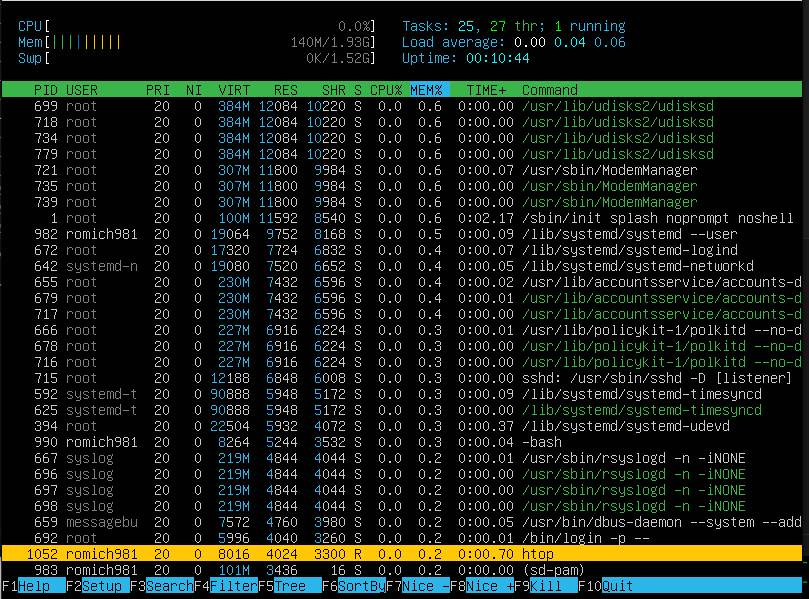 CPU[ 0.0%] Tasks: 25, 27 thr; 1 running
Mem[|||||||||| 140M/1.93G] Load average: 0.00 0.04 0.06
Swp[ 0K/1.52G] Uptime: 00:10:44
PID USER PRI NI VIRT RES SHR S CPU% MEM% TIME+ Command
699 root 20 0 384M 12084 10220 S 0.0 0.6 0:00.00 /usr/lib/udisks2/udisksd
718 root 20 0 384M 12084 10220 S 0.0 0.6 0:00.00 /usr/lib/udisks2/udisksd
734 root 20 0 384M 12084 10220 S 0.0 0.6 0:00.00 /usr/lib/udisks2/udisksd
779 root 20 0 384M 12084 10220 S 0.0 0.6 0:00.00 /usr/lib/udisks2/udisksd
721 root 20 0 307M 11800 9984 S 0.0 0.6 0:00.07 /usr/sbin/ModemManager
735 root 20 0 307M 11800 9984 S 0.0 0.6 0:00.00 /usr/sbin/ModemManager
739 root 20 0 307M 11800 9984 S 0.0 0.6 0:00.00 /usr/sbin/ModemManager
1 root 20 0 100M 11592 8540 S 0.0 0.6 0:02.17 /sbin/init splash noprompt noshell
982 romich981 20 0 19064 9752 8168 S 0.0 0.5 0:00.09 /lib/systemd/systemd --user
672 root 20 0 17320 7724 6832 S 0.0 0.4 0:00.09 /lib/systemd/systemd-logind
642 systemd-n 20 0 19080 7520 6652 S 0.0 0.4 0:00.05 /lib/systemd/systemd-networkd
655 root 20 0 230M 7432 6596 S 0.0 0.4 0:00.02 /usr/lib/accountsservice/accounts-d
679 root 20 0 230M 7432 6596 S 0.0 0.4 0:00.01 /usr/lib/accountsservice/accounts-d
717 root 20 0 230M 7432 6596 S 0.0 0.4 0:00.00 /usr/lib/accountsservice/accounts-d
666 root 20 0 227M 6916 6224 S 0.0 0.3 0:00.01 /usr/lib/policykit-1/polkitd --no-d
678 root 20 0 227M 6916 6224 S 0.0 0.3 0:00.00 /usr/lib/policykit-1/polkitd --no-d
716 root 20 0 227M 6916 6224 S 0.0 0.3 0:00.00 /usr/lib/policykit-1/polkitd --no-d
715 root 20 0 12188 6848 6008 S 0.0 0.3 0:00.00 sshd: /usr/sbin/sshd -D [listener]
592 systemd-t 20 0 90888 5948 5172 S 0.0 0.3 0:00.09 /lib/systemd/systemd-timesyncd
625 systemd-t 20 0 90888 5948 5172 S 0.0 0.3 0:00.00 /lib/systemd/systemd-timesyncd
394 root 20 0 22504 5932 4072 S 0.0 0.3 0:00.37 /lib/systemd/systemd-udevd
990 romich981 20 0 8264 5244 3532 S 0.0 0.3 0:00.04 -bash
667 syslog 20 0 219M 4844 4044 S 0.0 0.2 0:00.01 /usr/sbin/rsyslogd -n -iNONE
696 syslog 20 0 219M 4844 4044 S 0.0 0.2 0:00.00 /usr/sbin/rsyslogd -n -iNONE
697 syslog 20 0 219M 4844 4044 S 0.0 0.2 0:00.00 /usr/sbin/rsyslogd -n -iNONE
698 syslog 20 0 219M 4844 4044 S 0.0 0.2 0:00.00 /usr/sbin/rsyslogd -n -iNONE
659 messagebu 20 0 7572 4760 3980 S 0.0 0.2 0:00.05 /usr/bin/dbus-daemon --system --add
692 root 20 0 5996 4040 3260 S 0.0 0.2 0:00.01 /bin/login -p --
1052 romich981 20 0 8016 4024 3300 R 0.0 0.2 0:00.70 htop
983 romich981 20 0 101M 3436 16 S 0.0 0.2 0:00.00 (sd-pam)
F1Help F2Setup F3SearchF4FilterF5Tree F6SortByF7Nice -F8Nice +F9Kill F10Quit